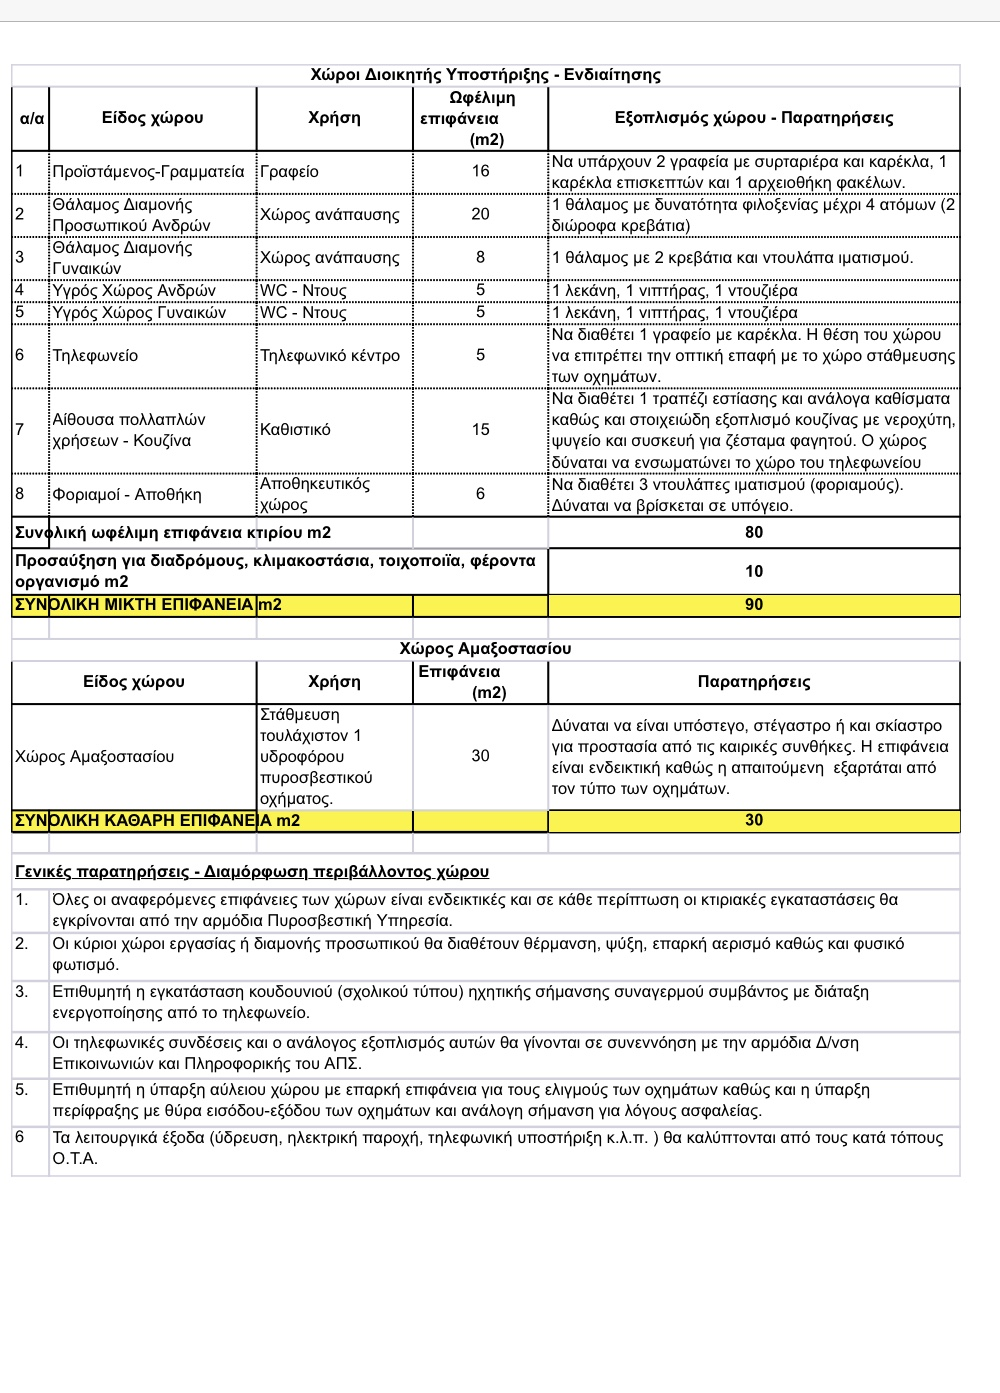 Χώροι Διοικητής Υποστήριξης - Ενδιαίτησης
α/α Είδος χώρου Χρήση Ωφέλιμη επιφάνεια (m2) Εξοπλισμός χώρου - Παρατηρήσεις
1 Προϊστάμενος-Γραμματεία Γραφείο 16 Να υπάρχουν 2 γραφεία με συρταριέρα και καρέκλα, 1
καρέκλα επισκεπτών και 1 αρχειοθήκη φακέλων.
2 Θάλαμος Διαμονής
Προσωπικού Ανδρών Χώρος ανάπαυσης 20 1 θάλαμος με δυνατότητα φιλοξενίας μέχρι 4 ατόμων (2
διώροφα κρεβάτια)
3 Θάλαμος Διαμονής
Γυναικών Χώρος ανάπαυσης 8 1 θάλαμος με 2 κρεβάτια και ντουλάπα ιματισμού.
4 Υγρός Χώρος Ανδρών WC - Ντους 5 1 λεκάνη, 1 νιπτήρας, 1 ντουζιέρα
5 Υγρός Χώρος Γυναικών WC - Ντους 5 1 λεκάνη, 1 νιπτήρας, 1 ντουζιέρα
6 Τηλεφωνείο Τηλεφωνικό κέντρο 5 Να διαθέτει 1 γραφείο με καρέκλα. Η θέση του χώρου
να επιτρέπει την οπτική επαφή με το χώρο στάθμευσης
των οχημάτων.
7 Αίθουσα πολλαπλών
χρήσεων - Κουζίνα Καθιστικό 15 Να διαθέτει 1 τραπέζι εστίασης και ανάλογα καθίσματα
καθώς και στοιχειώδη εξοπλισμό κουζίνας με νεροχύτη,
ψυγείο και συσκευή για ζέσταμα φαγητού. Ο χώρος
δύναται να ενσωματώνει το χώρο του τηλεφωνείου
8 Φοριαμοί - Αποθήκη Αποθηκευτικός
χώρος 6 Να διαθέτει 3 ντουλάπες ιματισμού (φοριαμούς).
Δύναται να βρίσκεται σε υπόγειο.
Συνολική ωφέλιμη επιφάνεια κτιρίου m2 80
Προσαύξηση για διαδρόμους, κλιμακοστάσια, τοιχοποιϊα, φέροντα
οργανισμό m2 10
ΣΥΝΟΛΙΚΗ ΜΙΚΤΗ ΕΠΙΦΑΝΕΙΑ m2 90
Χώρος Αμαξοστασίου
Είδος χώρου Χρήση Επιφάνεια (m2) Παρατηρήσεις
Χώρος Αμαξοστασίου Στάθμευση
τουλάχιστον 1
υδροφόρου
πυροσβεστικού
οχήματος. 30 Δύναται να είναι υπόστεγο, στέγαστρο ή και σκίαστρο
για προστασία από τις καιρικές συνθήκες. Η επιφάνεια
είναι ενδεικτική καθώς η απαιτούμενη  εξαρτάται από
τον τύπο των οχημάτων.
ΣΥΝΟΛΙΚΗ ΚΑΘΑΡΗ ΕΠΙΦΑΝΕΙΑ m2 30
Γενικές παρατηρήσεις - Διαμόρφωση περιβάλλοντος χώρου
1. Όλες οι αναφερόμενες επιφάνειες των χώρων είναι ενδεικτικές και σε κάθε περίπτωση οι κτιριακές εγκαταστάσεις θα
εγκρίνονται από την αρμόδια Πυροσβεστική Υπηρεσία.
2. Οι κύριοι χώροι εργασίας ή διαμονής προσωπικού θα διαθέτουν θέρμανση, ψύξη, επαρκή αερισμό καθώς και φυσικό
φωτισμό.
3. Επιθυμητή η εγκατάσταση κουδουνιού (σχολικού τύπου) ηχητικής σήμανσης συναγερμού συμβάντος με διάταξη
ενεργοποίησης από το τηλεφωνείο.
4. Οι τηλεφωνικές συνδέσεις και ο ανάλογος εξοπλισμός αυτών θα γίνονται σε συνεννόηση με την αρμόδια Δ/νση
Επικοινωνιών και Πληροφορικής του ΑΠΣ.
5. Επιθυμητή η ύπαρξη αύλειου χώρου με επαρκή επιφάνεια για τους ελιγμούς των οχημάτων καθώς και η ύπαρξη
περίφραξης με θύρα εισόδου-εξόδου των οχημάτων και ανάλογη σήμανση για λόγους ασφαλείας.
6 Τα λειτουργικά έξοδα (ύδρευση, ηλεκτρική παροχή, τηλεφωνική υποστήριξη κ.λ.π. ) θα καλύπτονται από τους κατά τόπους
Ο.Τ.Α.